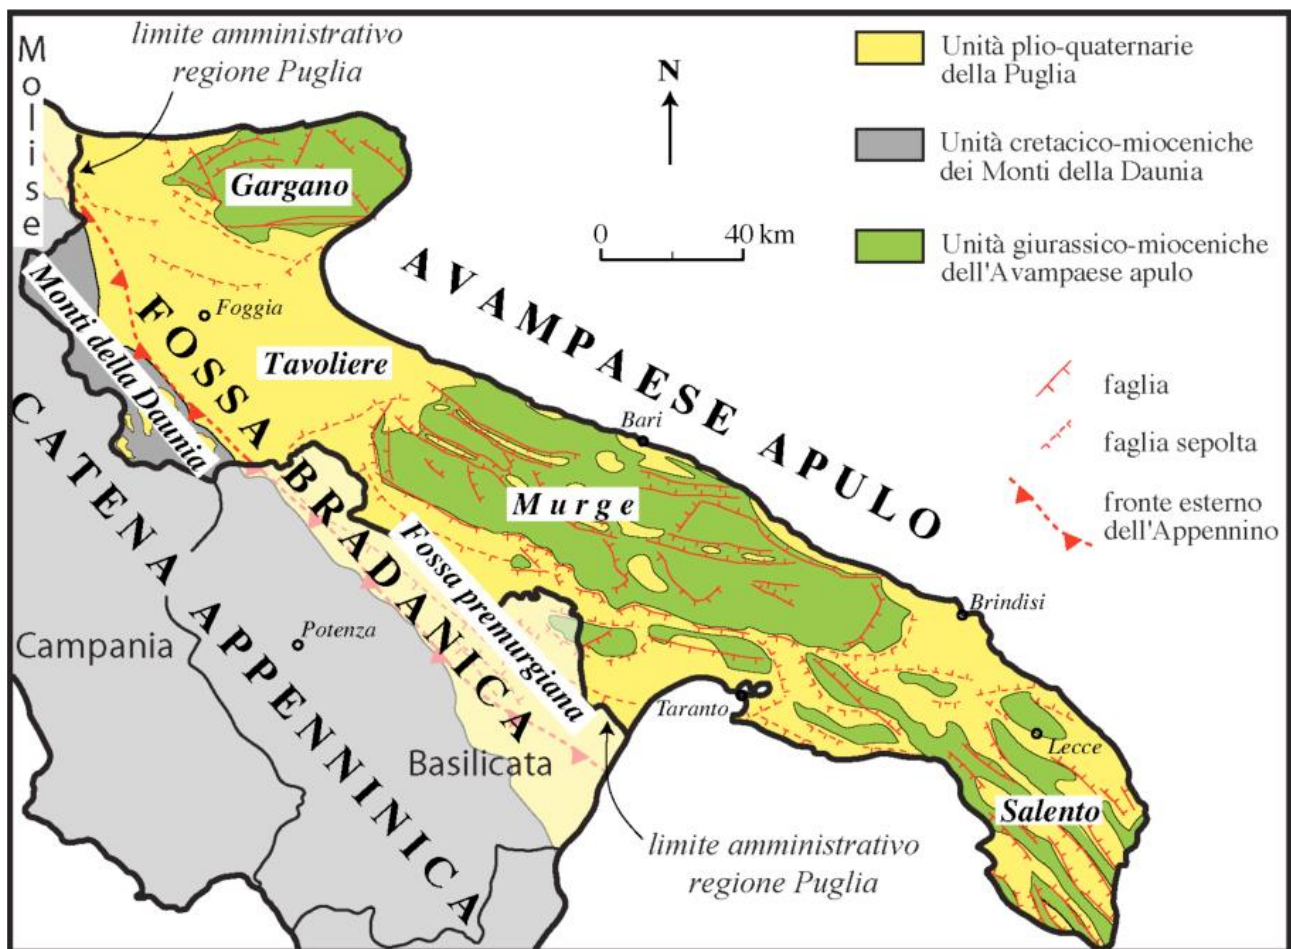 Molise
limite amministrativo
regione Puglia
N
0 40 km
Unità plio-quaternarie
della Puglia
Unità cretacico-mioceniche
dei Monti della Daunia
Unità giurassico-mioceniche
dell'Avampaese apulo
faglia
faglia sepolta
fronte esterno
dell'Appennino
Gargano
AVAMPAESE APULO
Monti della Daunia
FOSSA BRADANICA
Foggia
Tavoliere
Bari
CATENA APPENNINICA
Murge
Fossa premurgiana
Brindisi
Potenza
Campania
Taranto
Lecce
Basilicata
Salento
limite amministrativo
regione Puglia